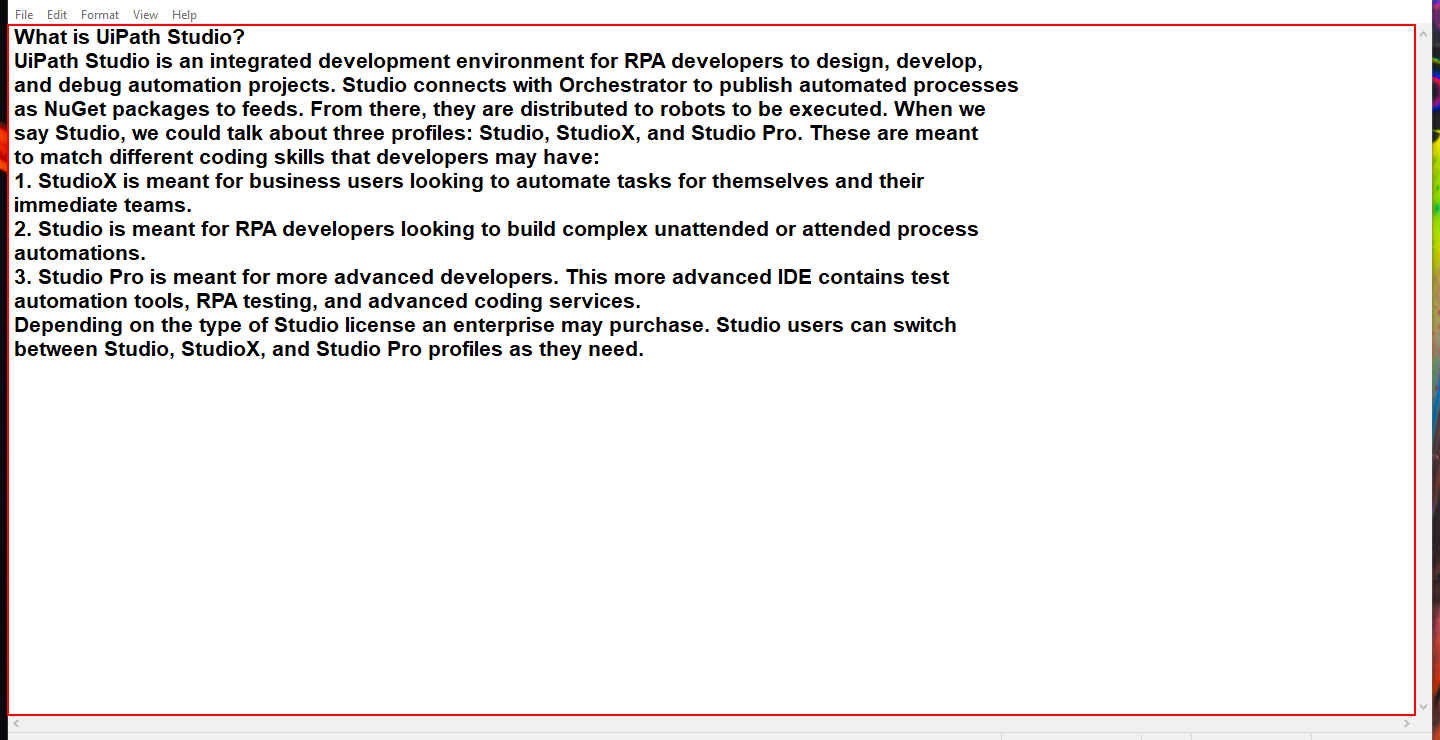 File Edit Format View Help
What is UiPath Studio?
UiPath Studio is an integrated development environment for RPA developers to design, develop,
and debug automation projects. Studio connects with Orchestrator to publish automated processes
as NuGet packages to feeds. From there, they are distributed to robots to be executed. When we
say Studio, we could talk about three profiles: Studio, StudioX, and Studio Pro. These are meant
to match different coding skills that developers may have:
1. StudioX is meant for business users looking to automate tasks for themselves and their
immediate teams.
2. Studio is meant for RPA developers looking to build complex unattended or attended process
automations.
3. Studio Pro is meant for more advanced developers. This more advanced IDE contains test
automation tools, RPA testing, and advanced coding services.
Depending on the type of Studio license an enterprise may purchase. Studio users can switch
between Studio, StudioX, and Studio Pro profiles as they need.